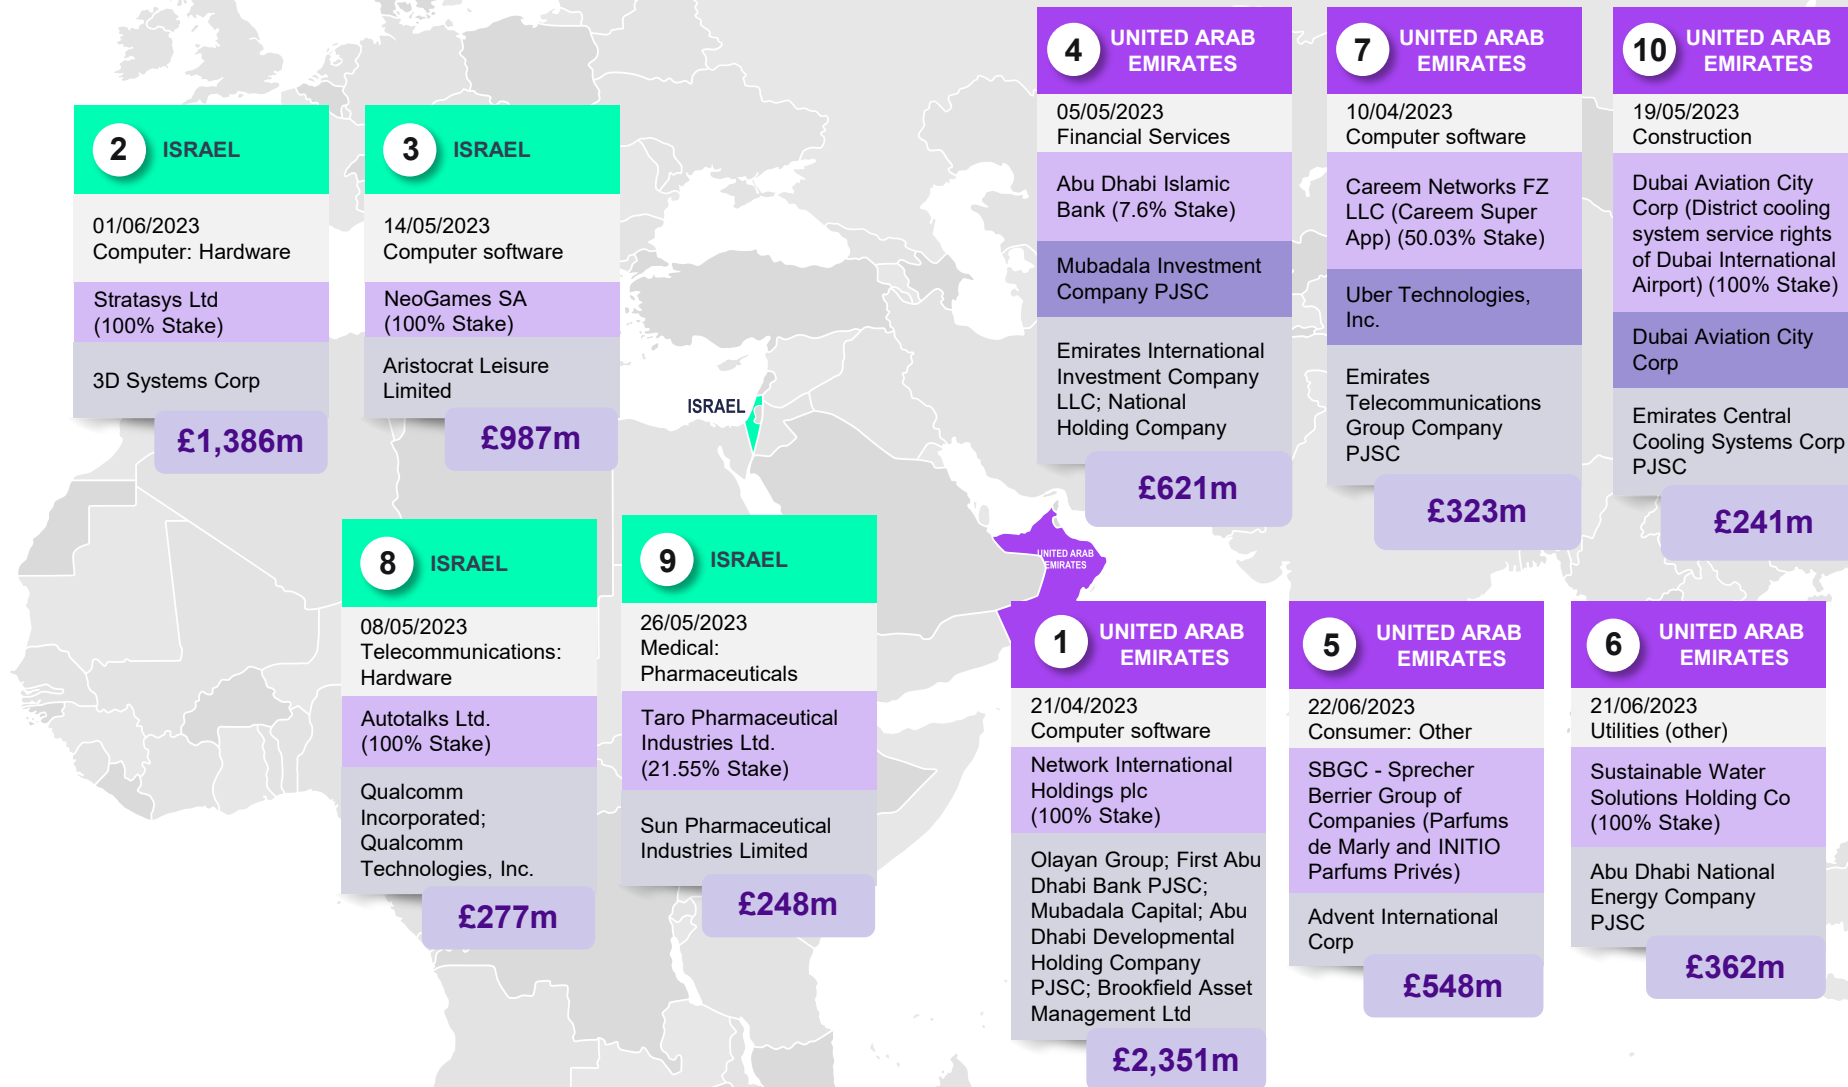 2
ISRAEL
01/06/2023
Computer: Hardware
Stratasys Ltd
(100% Stake)
3D Systems Corp
£1,386m
3
ISRAEL
14/05/2023
Computer software
NeoGames SA
(100% Stake)
Aristocrat Leisure
Limited
£987m
4
UNITED ARAB
EMIRATES
05/05/2023
Financial Services
Abu Dhabi Islamic
Bank (7.6% Stake)
Mubadala Investment
Company PJSC
Emirates International
Investment Company
LLC; National
Holding Company
£621m
7
UNITED ARAB
EMIRATES
10/04/2023
Computer software
Careem Networks FZ
LLC (Careem Super
App) (50.03% Stake)
Uber Technologies,
Inc.
Emirates
Telecommunications
Group Company
PJSC
£323m
10
UNITED ARAB
EMIRATES
19/05/2023
Construction
Dubai Aviation City
Corp (District cooling
system service rights
of Dubai International
Airport) (100% Stake)
Dubai Aviation City
Corp
Emirates Central
Cooling Systems Corp
PJSC
£241m
ISRAEL
UNITED ARAB
EMIRATES
8
ISRAEL
08/05/2023
Telecommunications:
Hardware
Autotalks Ltd.
(100% Stake)
Qualcomm
Incorporated;
Qualcomm
Technologies, Inc.
£277m
9
ISRAEL
26/05/2023
Medical:
Pharmaceuticals
Taro Pharmaceutical
Industries Ltd.
(21.55% Stake)
Sun Pharmaceutical
Industries Limited
£248m
1
UNITED ARAB
EMIRATES
21/04/2023
Computer software
Network International
Holdings plc
(100% Stake)
Olayan Group; First Abu
Dhabi Bank PJSC;
Mubadala Capital; Abu
Dhabi Developmental
Holding Company
PJSC; Brookfield Asset
Management Ltd
£2,351m
5
UNITED ARAB
EMIRATES
22/06/2023
Consumer: Other
SBGC - Sprecher
Berrier Group of
Companies (Parfums
de Marly and INITIO
Parfums Privés)
Advent International
Corp
£548m
6
UNITED ARAB
EMIRATES
21/06/2023
Utilities (other)
Sustainable Water
Solutions Holding Co
(100% Stake)
Abu Dhabi National
Energy Company
PJSC
£362m